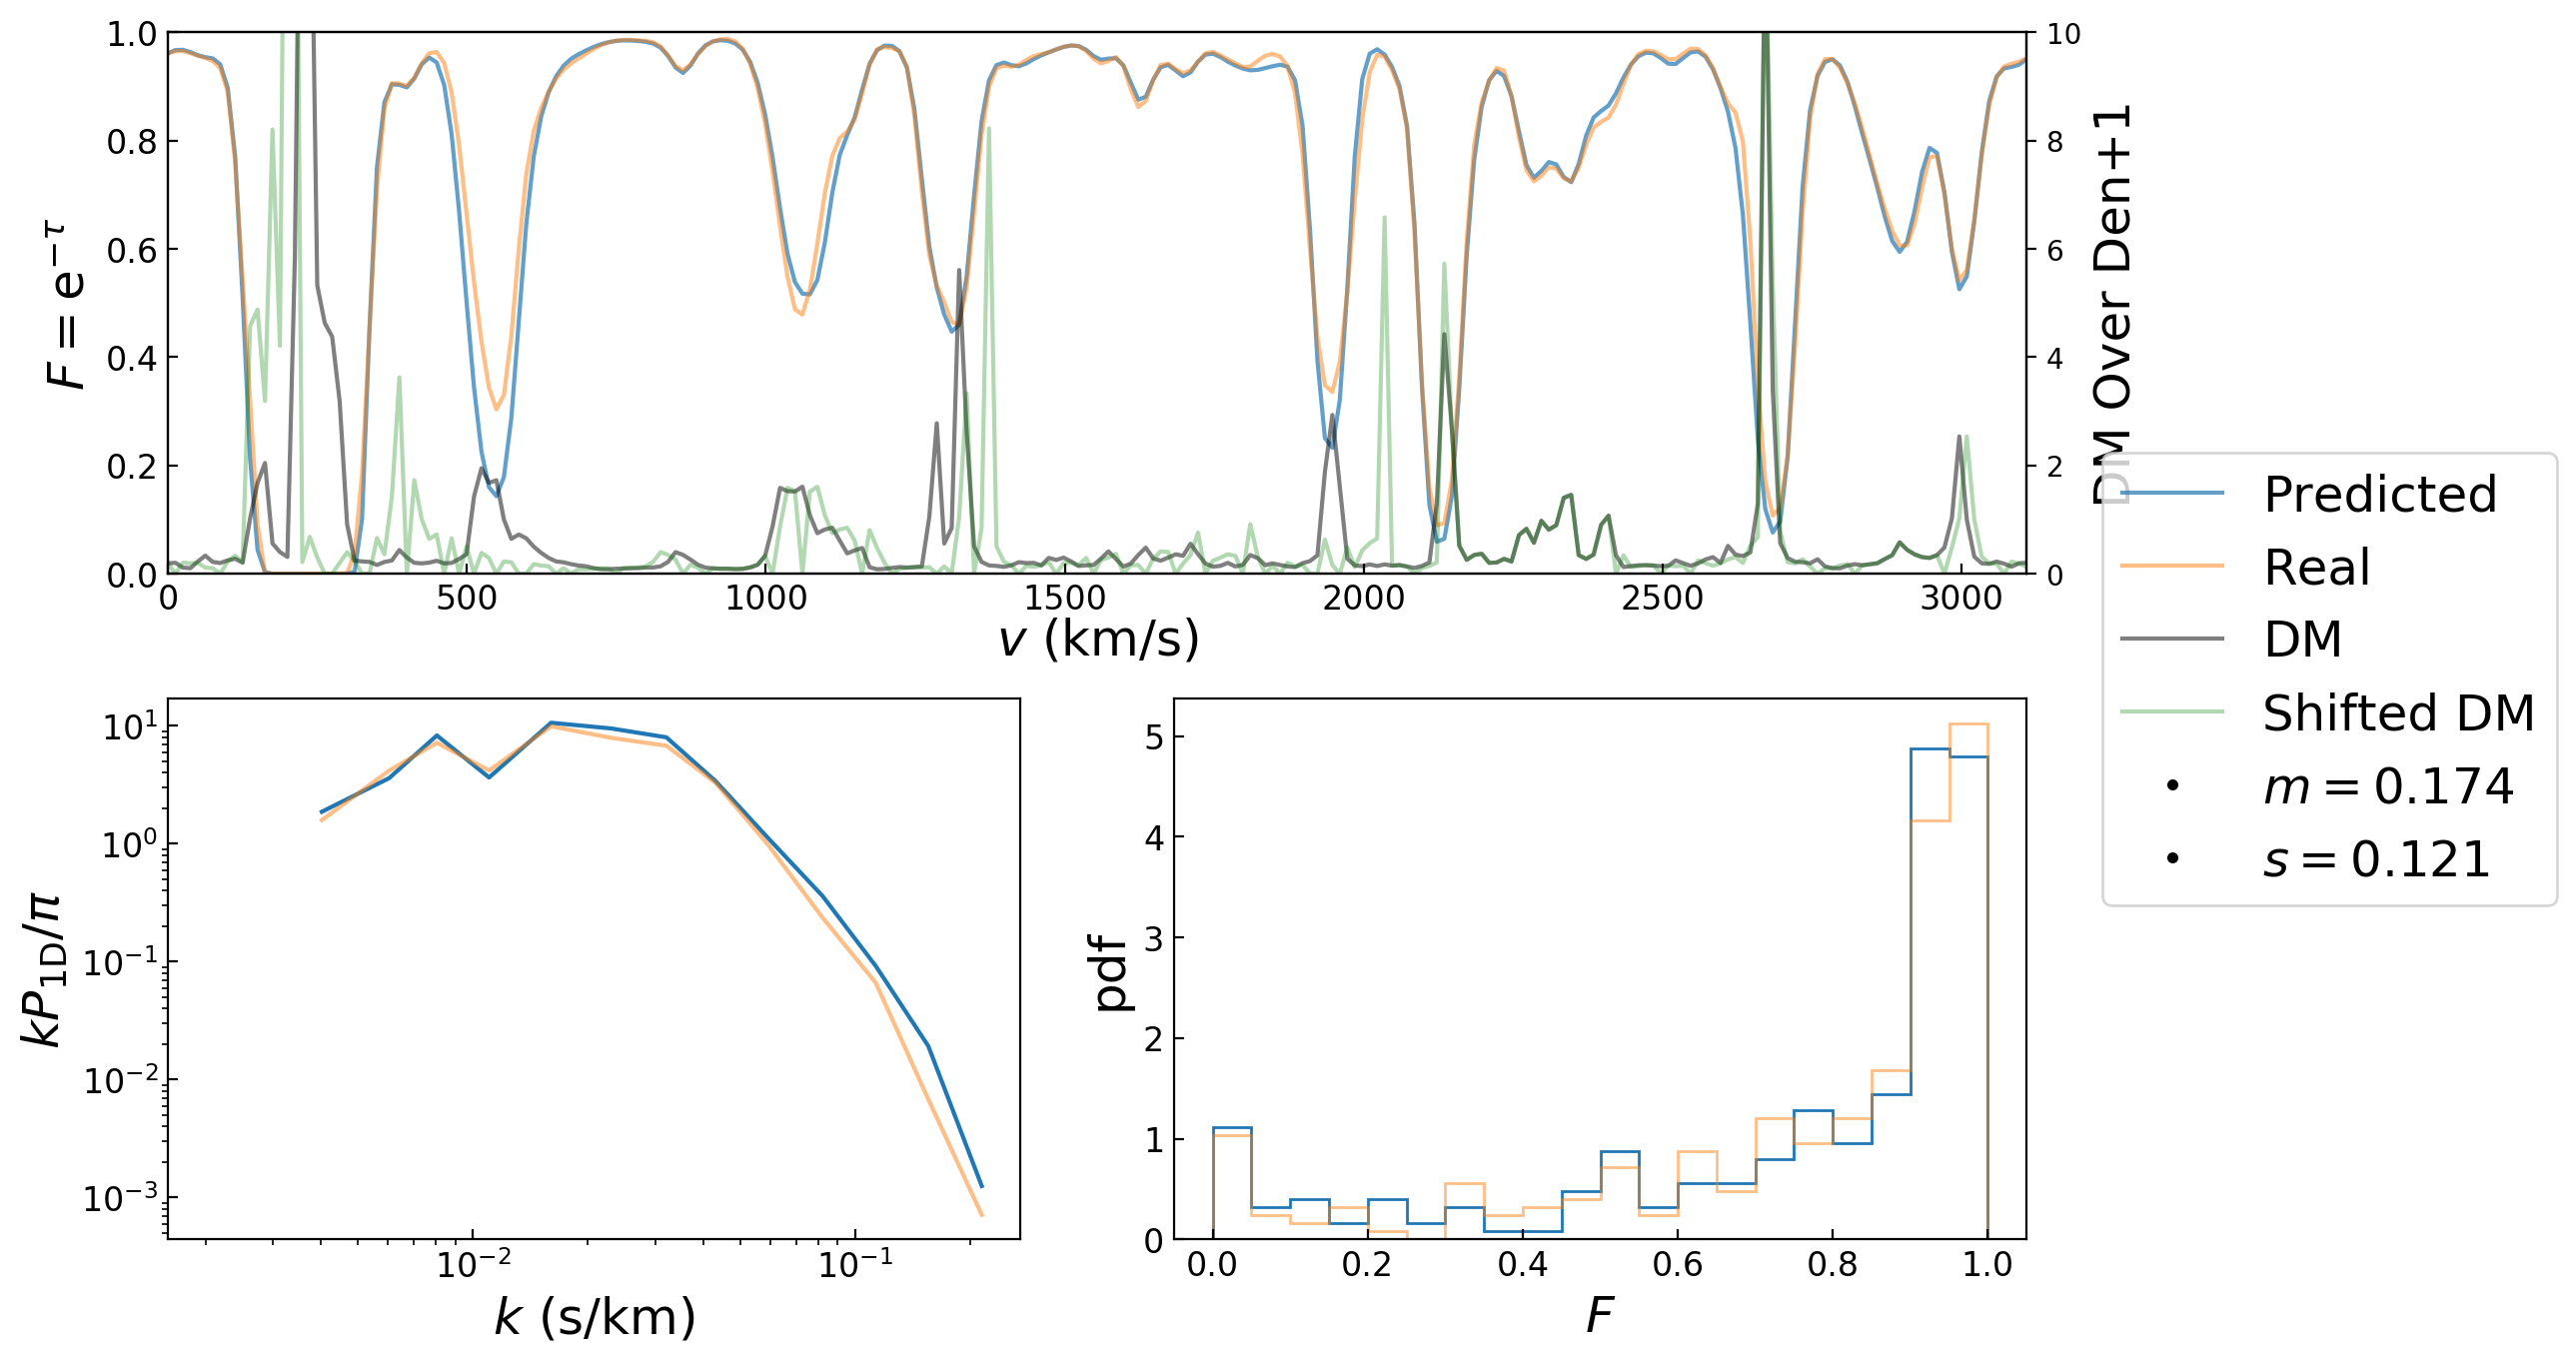 1.0
0.8
0.6
0.4
0.2
0.0
F = e^{−τ}
10
8
6
4
2
0
DM Over Den+1
0 500 1000 1500 2000 2500 3000
v (km/s)
Predicted
Real
DM
Shifted DM
m = 0.174
s = 0.121
10^1
10^0
10^{−1}
10^{−2}
10^{−3}
kP_{1D}/π
10^{−2} 10^{−1}
k (s/km)
5
4
3
2
1
0
pdf
0.0 0.2 0.4 0.6 0.8 1.0
F